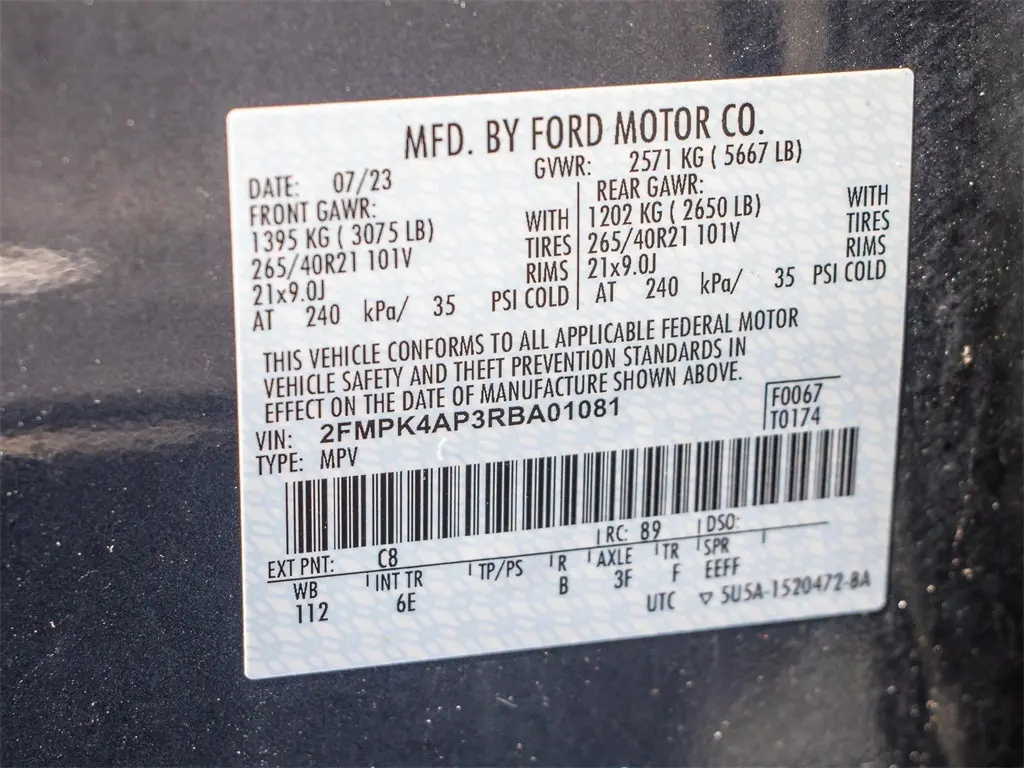 MFD. BY FORD MOTOR CO.
DATE: 07/23 GVWR: 2571 KG ( 5667 LB)
FRONT GAWR: REAR GAWR:
1395 KG ( 3075 LB) WITH 1202 KG ( 2650 LB) WITH
265/40R21 101V TIRES 265/40R21 101V TIRES
21x9.0J RIMS 21x9.0J RIMS
AT 240 kPa/ 35 PSI COLD AT 240 kPa/ 35 PSI COLD
THIS VEHICLE CONFORMS TO ALL APPLICABLE FEDERAL MOTOR
VEHICLE SAFETY AND THEFT PREVENTION STANDARDS IN
EFFECT ON THE DATE OF MANUFACTURE SHOWN ABOVE.
VIN: 2FMPK4AP3RBA01081 F0067
TYPE: MPV T0174
EXT PNT: C8 RC: 89 DSO:
WB INT TR TP/PS R AXLE TR SPR
112 6E B 3F F EEFF
UTC ▽ 5U5A-1520472-BA